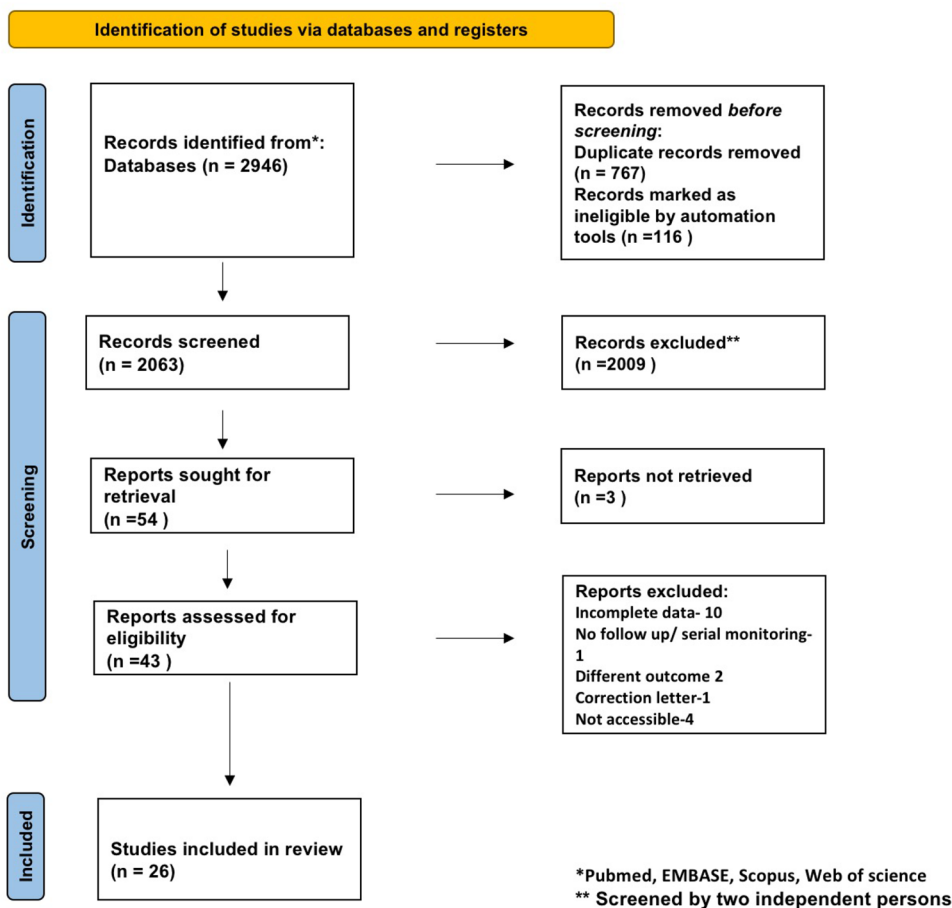 Identification of studies via databases and registers
Identification
Records identified from*:
Databases (n = 2946)
Records removed before
screening:
Duplicate records removed
(n = 767)
Records marked as
ineligible by automation
tools (n =116 )
Screening
Records screened
(n = 2063)
Records excluded**
(n =2009 )
Reports sought for
retrieval
(n =54 )
Reports not retrieved
(n =3 )
Reports assessed for
eligibility
(n =43 )
Reports excluded:
Incomplete data- 10
No follow up/ serial monitoring-
1
Different outcome 2
Correction letter-1
Not accessible-4
Included
Studies included in review
(n = 26)
*Pubmed, EMBASE, Scopus, Web of science
** Screened by two independent persons